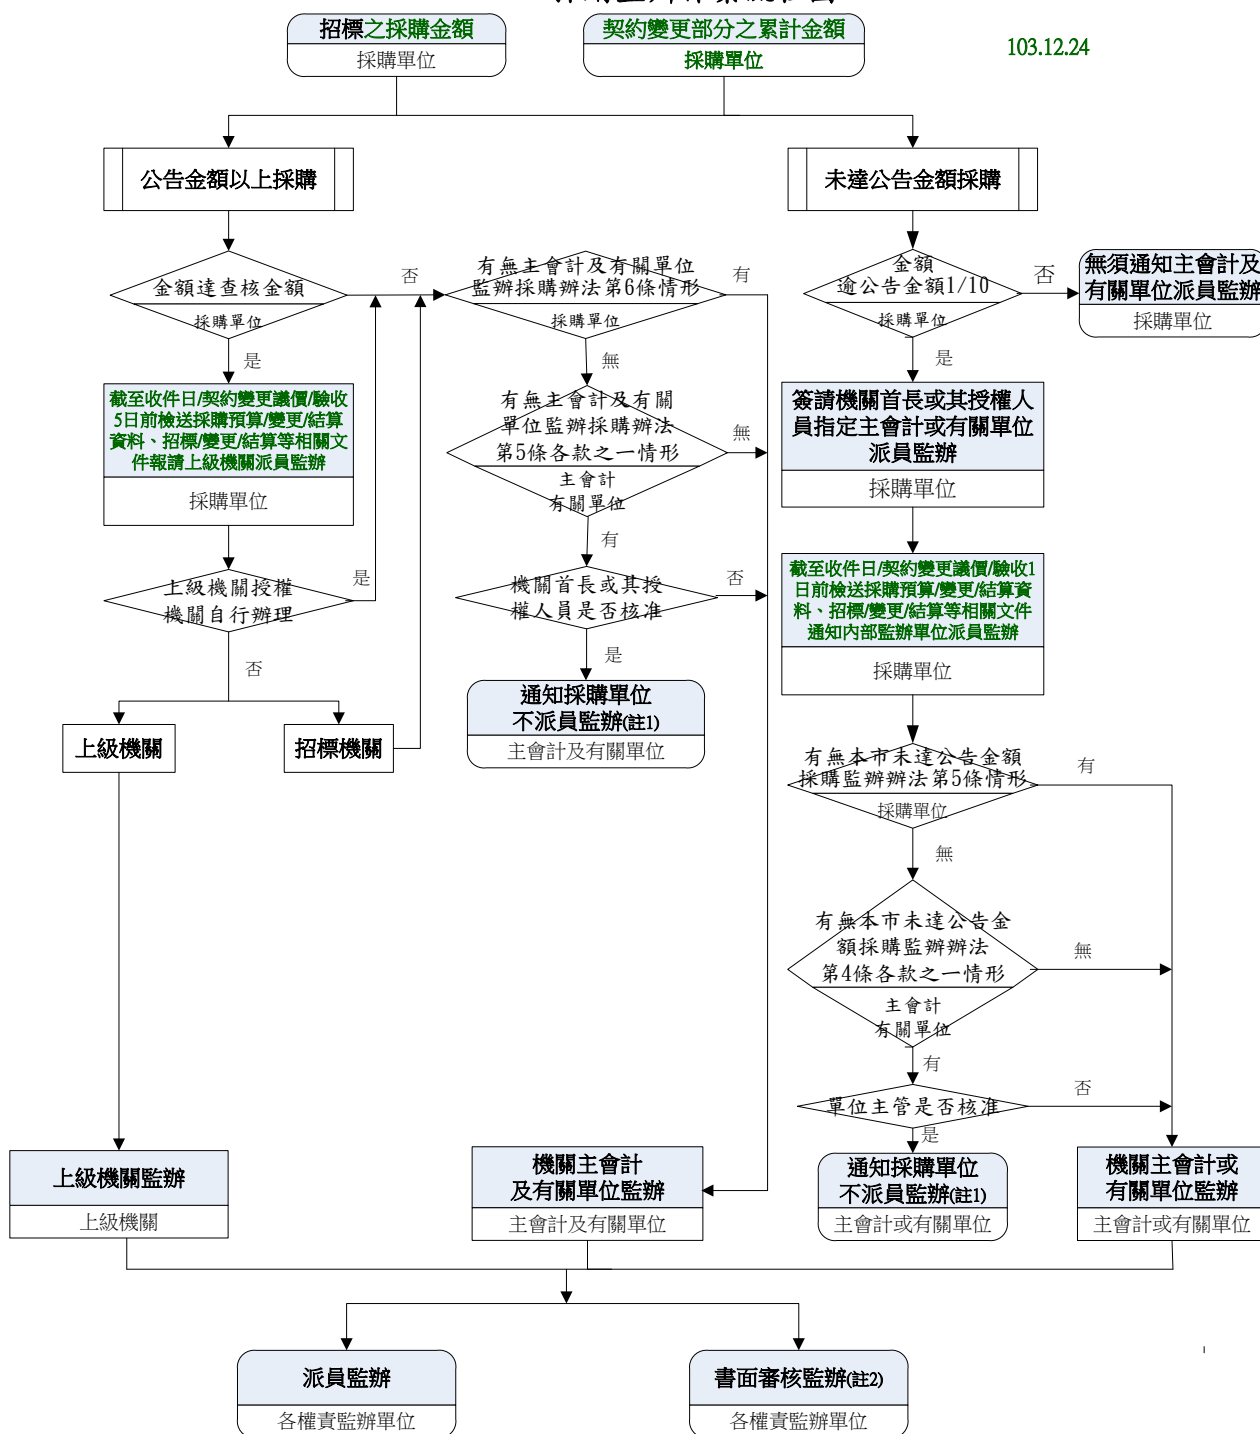 招標之採購金額
採購單位
契約變更部分之累計金額
採購單位
103.12.24
公告金額以上採購
未達公告金額採購
金額達查核金額
採購單位
否
是
有無主會計及有關單位
監辦採購辦法第6條情形
採購單位
有
無
金額
逾公告金額1/10
採購單位
否
是
無須通知主會計及
有關單位派員監辦
採購單位
截至收件日/契約變更議價/驗收
5日前檢送採購預算/變更/結算
資料、招標/變更/結算等相關文
件報請上級機關派員監辦
採購單位
有無主會計及有關
單位監辦採購辦法
第5條各款之一情形
主會計
有關單位
無
有
簽請機關首長或其授權人
員指定主會計或有關單位
派員監辦
採購單位
上級機關授權
機關自行辦理
是
否
機關首長或其授
權人員是否核准
否
是
截至收件日/契約變更議價/驗收1
日前檢送採購預算/變更/結算資
料、招標/變更/結算等相關文件
通知內部監辦單位派員監辦
採購單位
上級機關
招標機關
通知採購單位
不派員監辦(註1)
主會計及有關單位
有無本市未達公告金額
採購監辦辦法第5條情形
採購單位
有
無
有無本市未達公告金
額採購監辦辦法
第4條各款之一情形
主會計
有關單位
無
有
單位主管是否核准
否
是
上級機關監辦
上級機關
機關主會計
及有關單位監辦
主會計及有關單位
通知採購單位
不派員監辦(註1)
主會計或有關單位
機關主會計或
有關單位監辦
主會計或有關單位
派員監辦
各權責監辦單位
書面審核監辦(註2)
各權責監辦單位